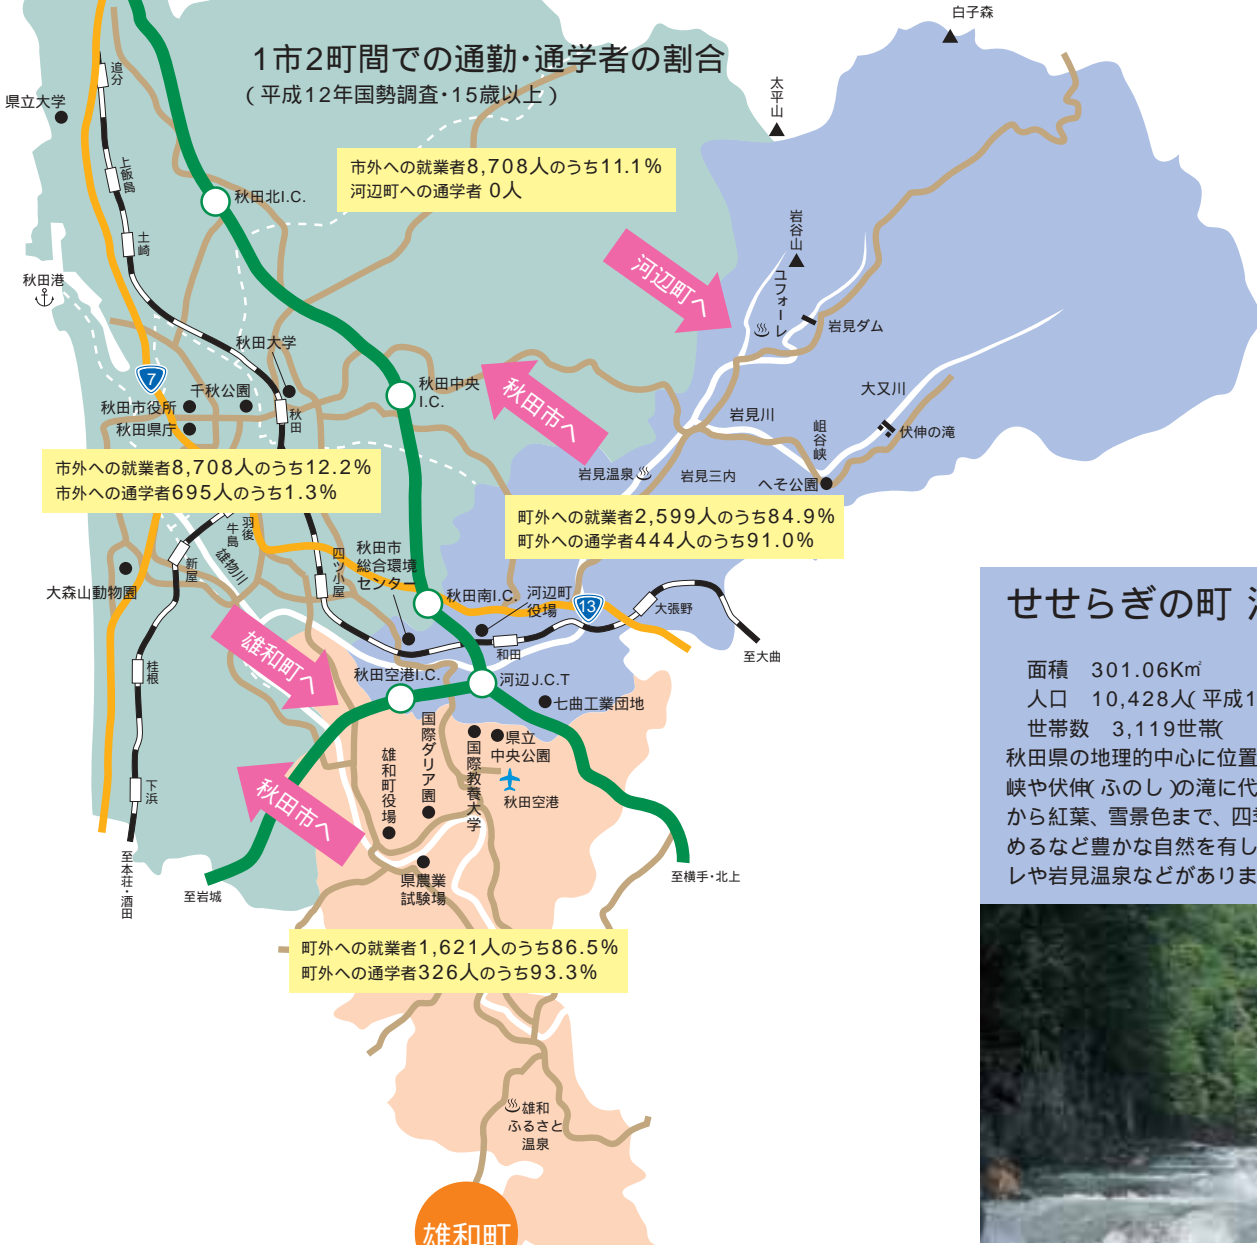 白子森
1市2町間での通勤・通学者の割合
(平成12年国勢調査・15歳以上)
追分
県立大学
太平山
上飯島
市外への就業者8,708人のうち11.1%
河辺町への通学者 0人
秋田北I.C.
土崎
岩谷山
河辺町へ
秋田港
ユフォーレ
岩見ダム
秋田大学
7
千秋公園
秋田中央
I.C.
秋田市へ
大又川
秋田市役所
秋田
岩見川
秋田県庁
岨谷峡
伏伸の滝
市外への就業者8,708人のうち12.2%
市外への通学者695人のうち1.3%
岩見温泉
岩見三内
へそ公園
町外への就業者2,599人のうち84.9%
町外への通学者444人のうち91.0%
羽後
牛島
新屋
雄物川
四ツ小屋
秋田市
総合環境
センター
大森山動物園
秋田南I.C.
河辺町
役場
13
大張野
せせらぎの町
和田
至大曲
雄和町へ
桂根
秋田空港I.C.
河辺J.C.T
七曲工業団地
面積 301.06K㎡
人口 10,428人(平成1
世帯数 3,119世帯(
国際ダリア園
国際教養大学
県立
中央公園
雄和町役場
秋田空港
下浜
秋田市へ
秋田県の地理的中心に位置
峡や伏伸(ふのし)の滝に代
から紅葉、雪景色まで、四季
めるなど豊かな自然を有し
レや岩見温泉などがありま
至本荘・酒田
至岩城
県農業
試験場
至横手・北上
町外への就業者1,621人のうち86.5%
町外への通学者326人のうち93.3%
雄和
ふるさと
温泉
雄和町